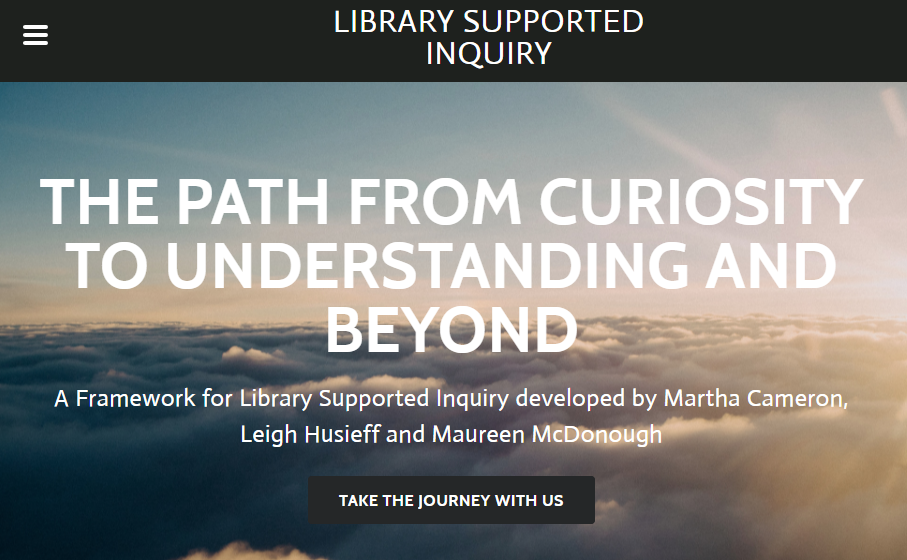 LIBRARY SUPPORTED
INQUIRY
THE PATH FROM CURIOSITY
TO UNDERSTANDING AND
BEYOND
A Framework for Library Supported Inquiry developed by Martha Cameron,
Leigh Husieff and Maureen McDonough
TAKE THE JOURNEY WITH US